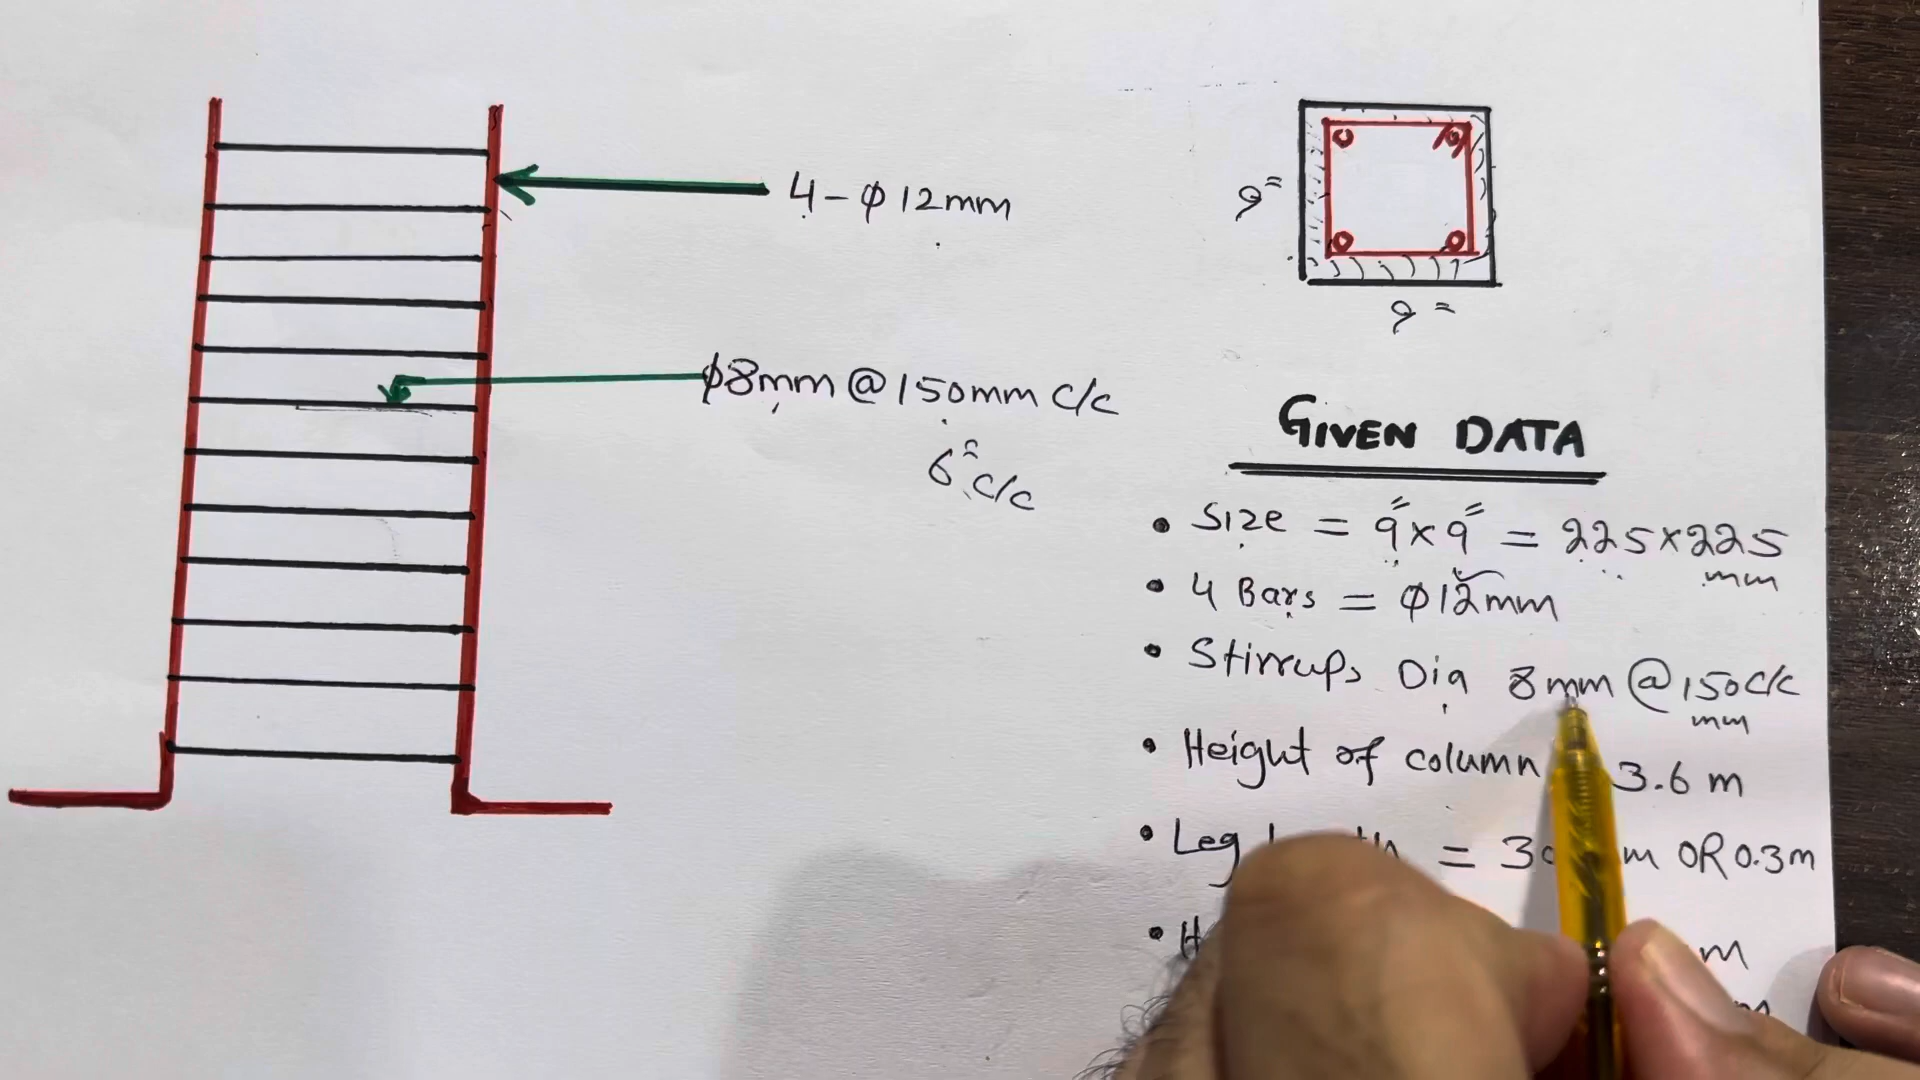 4-φ12mm
φ8mm@150mm c/c
6" c/c
9"
9"
GIVEN DATA
• Size = 9"x9" = 225x225
mm
• 4 Bars = φ12mm
• Stirrups Dia 8mm@150c/c
mm
• Height of column 3.6 m
• Leg = m OR 0.3m